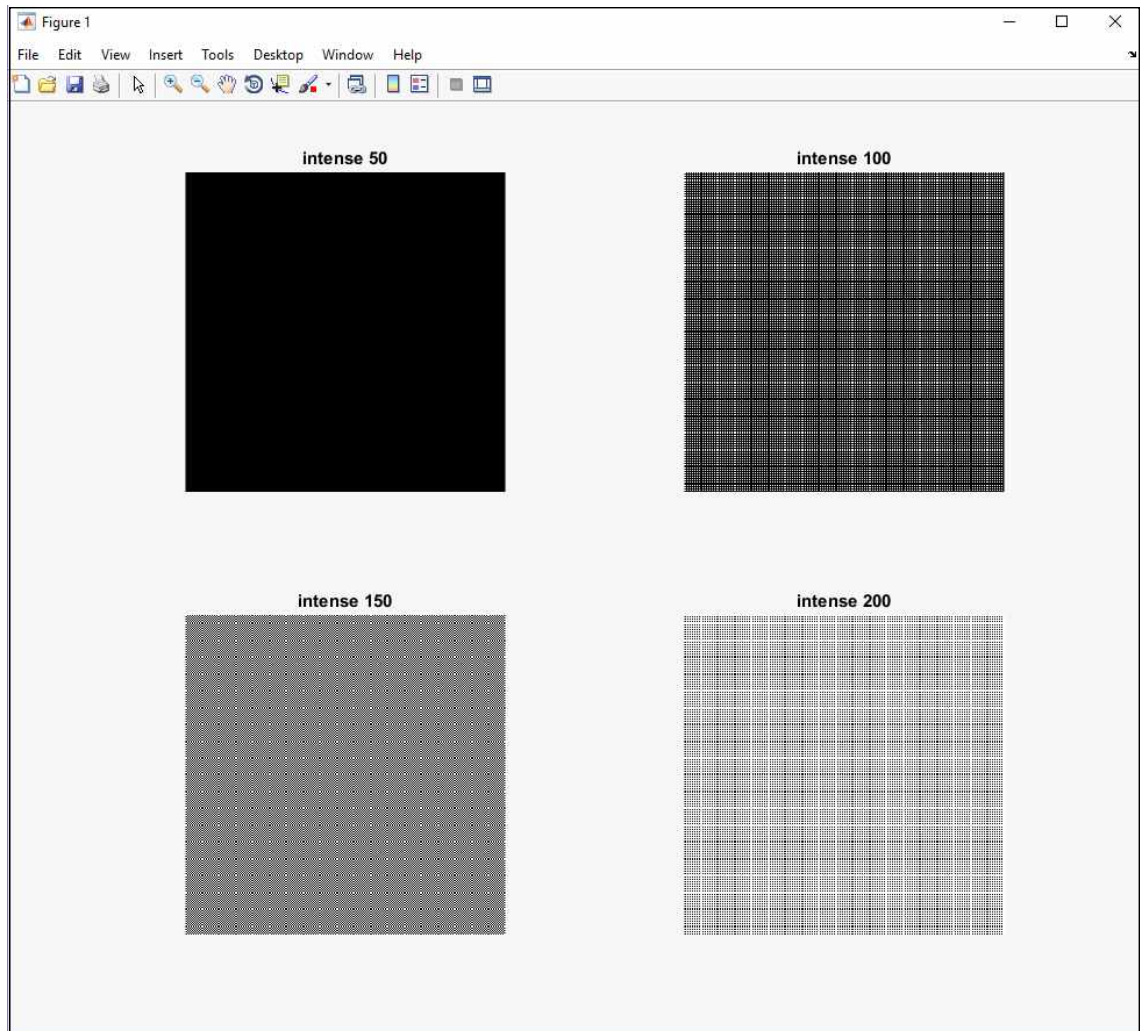 Figure 1
File Edit View Insert Tools Desktop Window Help
intense 50
intense 100
intense 150
intense 200